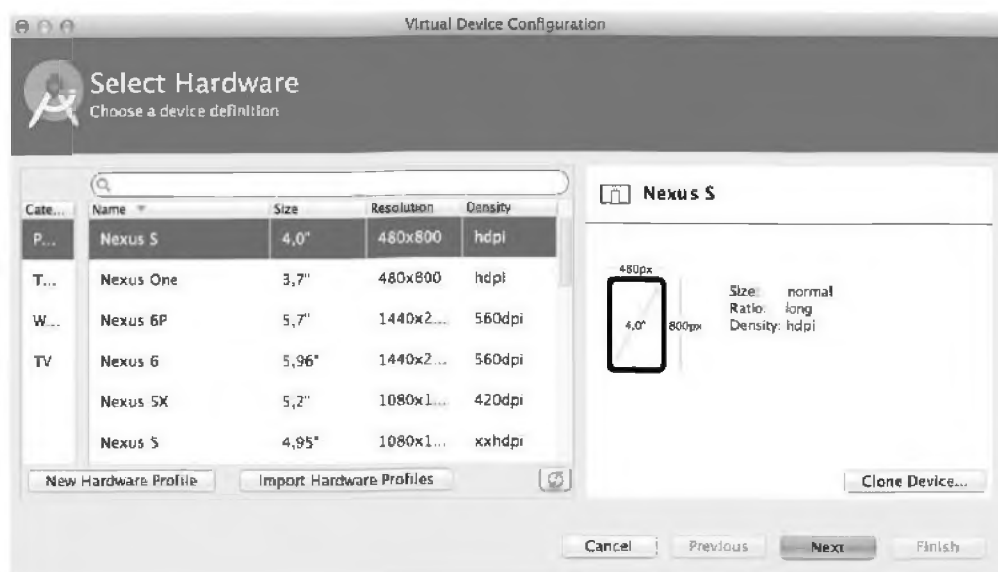 Virtual Device Configuration
Select Hardware
Choose a device definition
Cate... Name Size Resolution Density
P... Nexus S 4,0" 480x800 hdpi
T... Nexus One 3,7" 480x800 hdpi
W... Nexus 6P 5,7" 1440x2... 560dpi
TV Nexus 6 5,96" 1440x2... 560dpi
Nexus 5X 5,2" 1080x1... 420dpi
Nexus 5 4,95" 1080x1... xxhdpi
New Hardware Profile Import Hardware Profiles
Nexus S
480px
4,0" 800px
Size: normal
Ratio: long
Density: hdpi
Clone Device...
Cancel Previous Next Finish